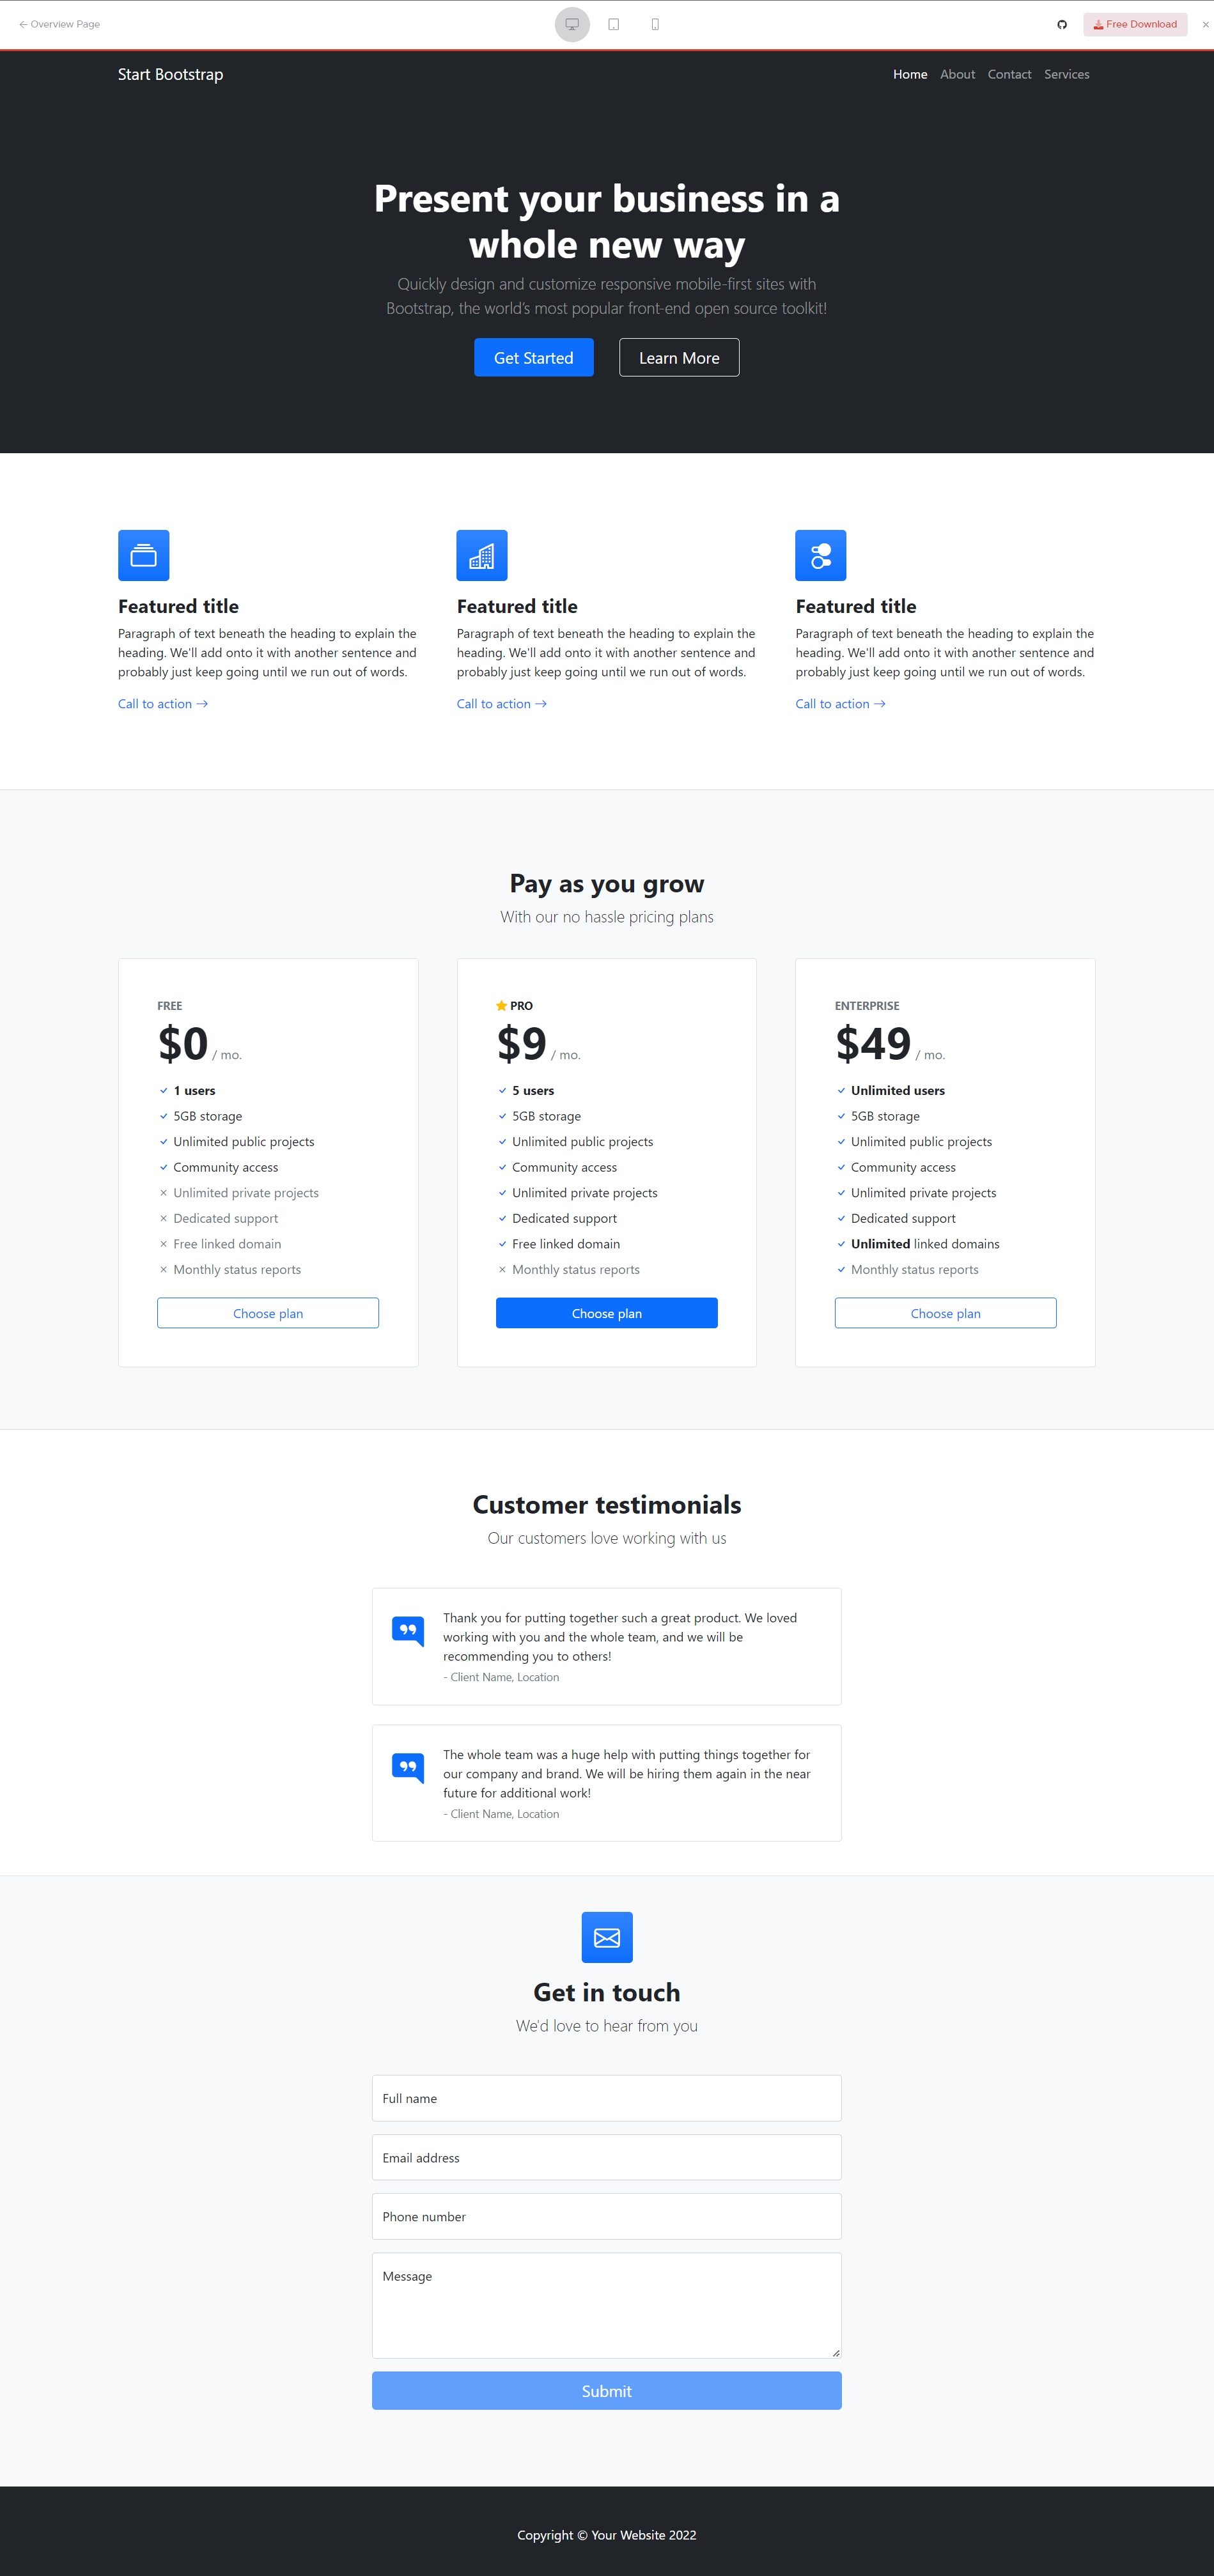 Overview Page
Free Download
Start Bootstrap
Home About Contact Services
Present your business in a
whole new way
Quickly design and customize responsive mobile-first sites with
Bootstrap, the world's most popular front-end open source toolkit!
Get Started
Learn More
Featured title
Paragraph of text beneath the heading to explain the
heading. We'll add onto it with another sentence and
probably just keep going until we run out of words.
Call to action
Featured title
Paragraph of text beneath the heading to explain the
heading. We'll add onto it with another sentence and
probably just keep going until we run out of words.
Call to action
Featured title
Paragraph of text beneath the heading to explain the
heading. We'll add onto it with another sentence and
probably just keep going until we run out of words.
Call to action
Pay as you grow
With our no hassle pricing plans
FREE
$0 / mo.
1 users
5GB storage
Unlimited public projects
Community access
Unlimited private projects
Dedicated support
Free linked domain
Monthly status reports
Choose plan
PRO
$9 / mo.
5 users
5GB storage
Unlimited public projects
Community access
Unlimited private projects
Dedicated support
Free linked domain
Monthly status reports
Choose plan
ENTERPRISE
$49 / mo.
Unlimited users
5GB storage
Unlimited public projects
Community access
Unlimited private projects
Dedicated support
Unlimited linked domains
Monthly status reports
Choose plan
Customer testimonials
Our customers love working with us
Thank you for putting together such a great product. We loved
working with you and the whole team, and we will be
recommending you to others!
- Client Name, Location
The whole team was a huge help with putting things together for
our company and brand. We will be hiring them again in the near
future for additional work!
- Client Name, Location
Get in touch
We'd love to hear from you
Full name
Email address
Phone number
Message
Submit
Copyright © Your Website 2022